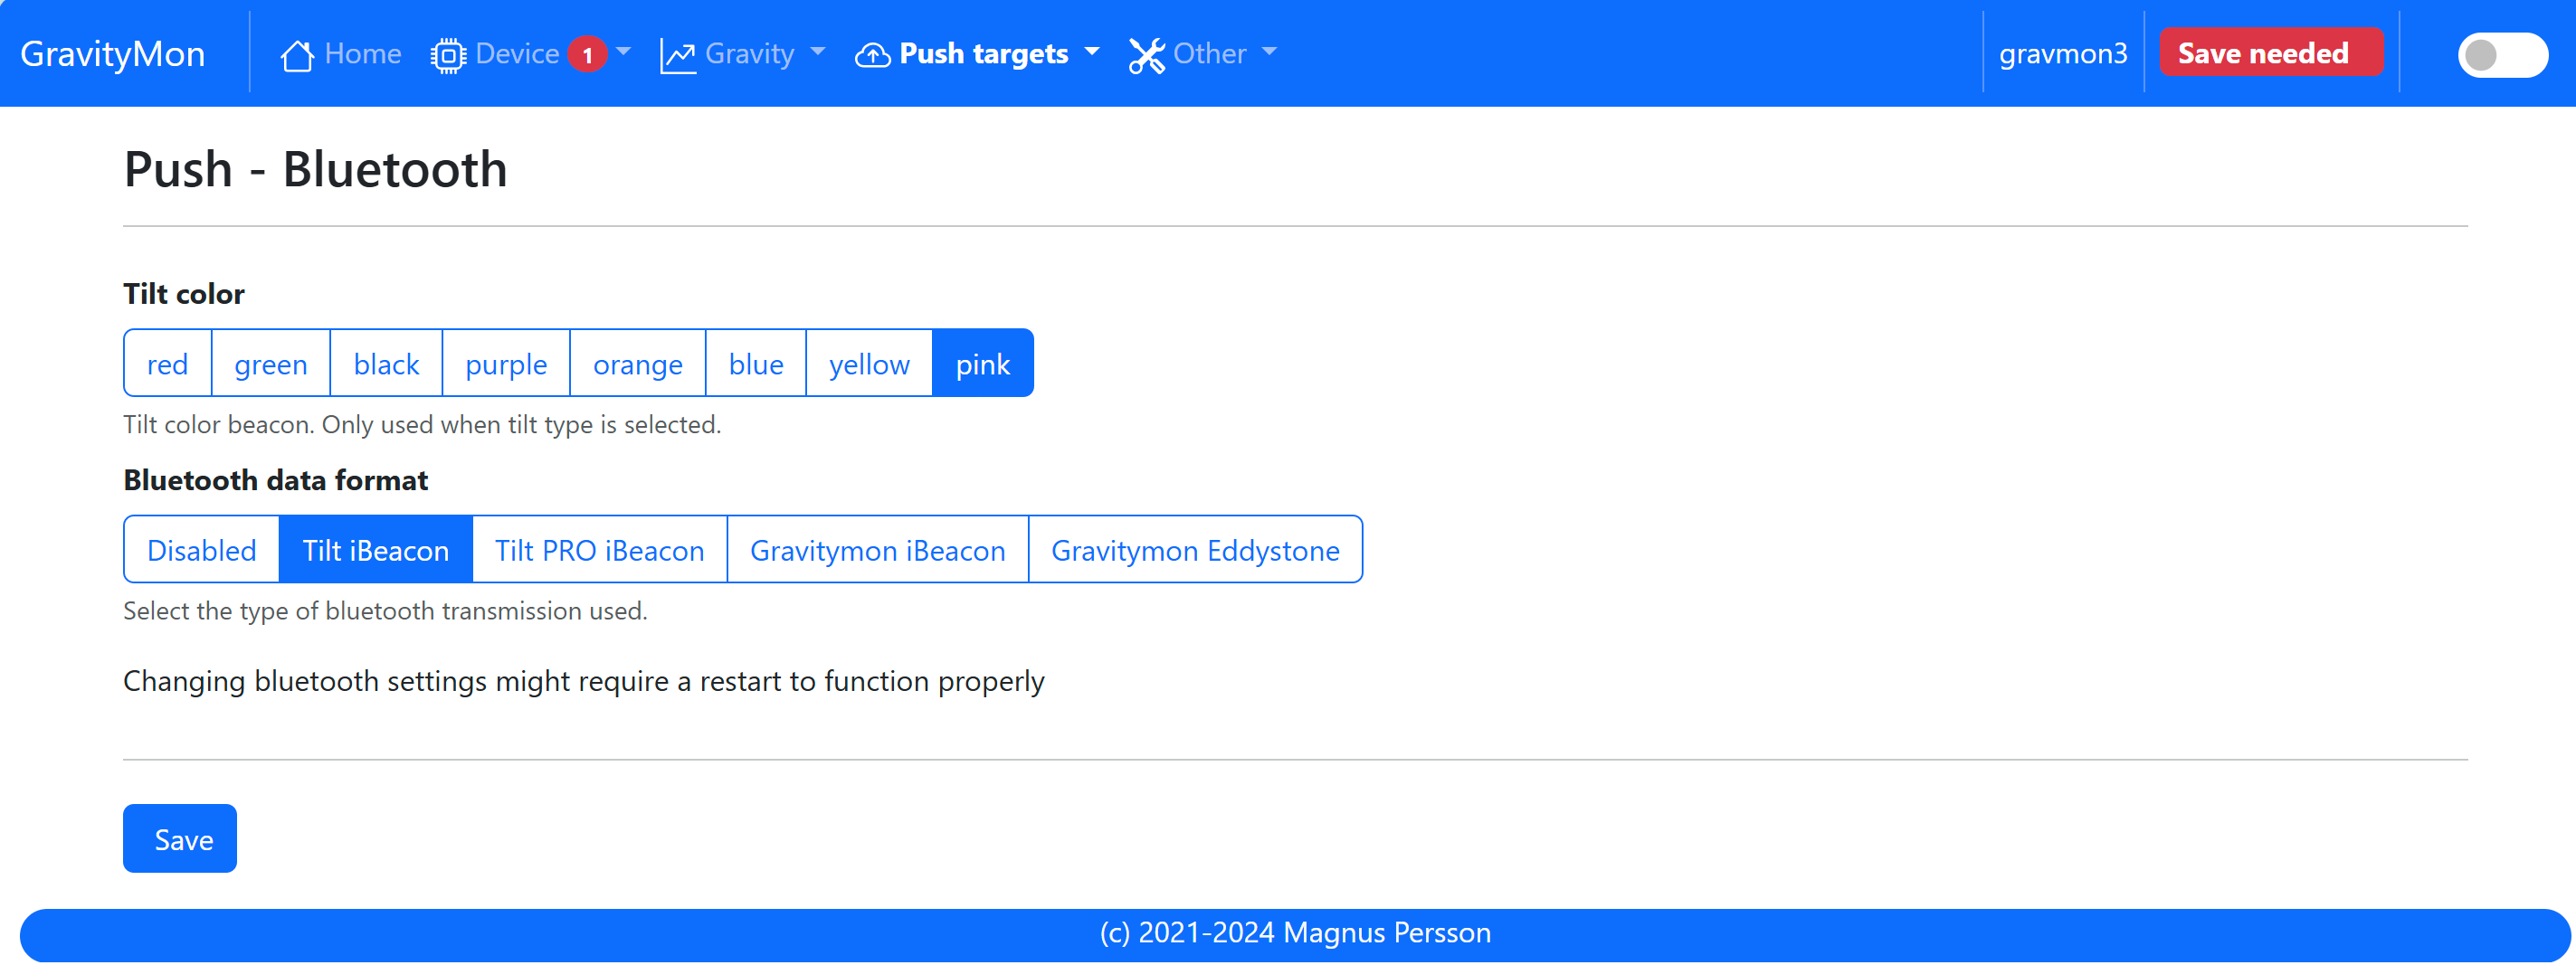 GravityMon Home Device 1 Gravity Push targets Other gravmon3 Save needed
Push - Bluetooth
Tilt color
red green black purple orange blue yellow pink
Tilt color beacon. Only used when tilt type is selected.
Bluetooth data format
Disabled Tilt iBeacon Tilt PRO iBeacon Gravitymon iBeacon Gravitymon Eddystone
Select the type of bluetooth transmission used.
Changing bluetooth settings might require a restart to function properly
Save
(c) 2021-2024 Magnus Persson